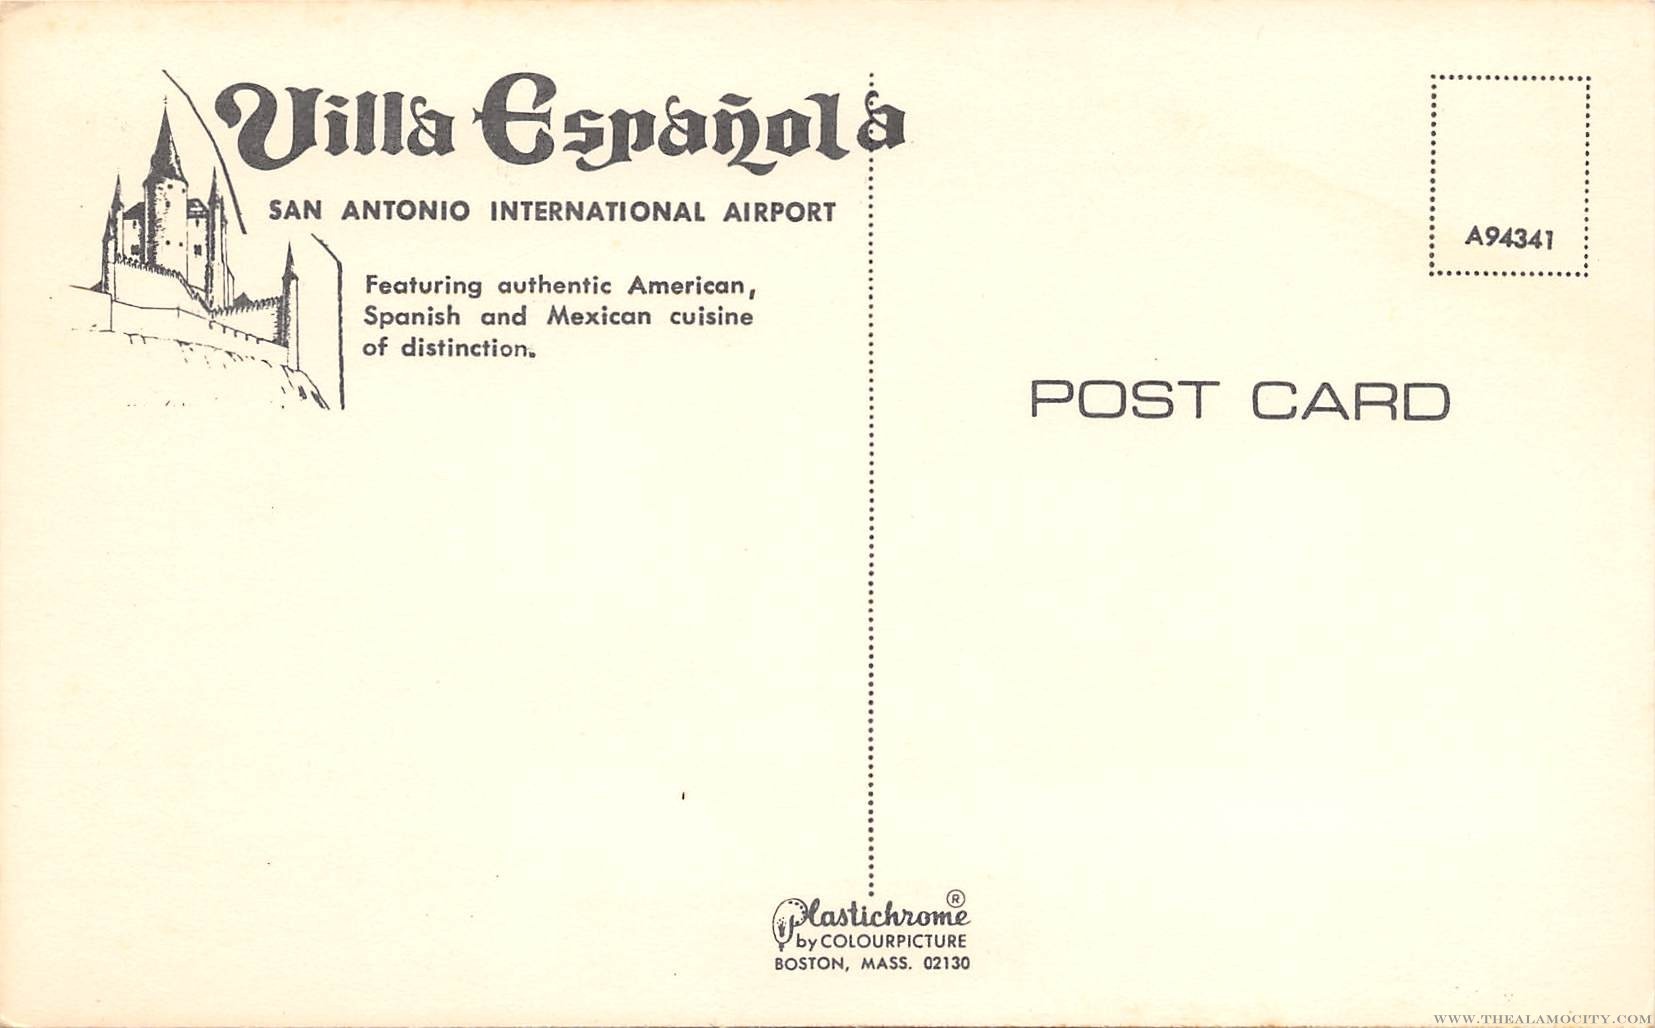 Villa Española
SAN ANTONIO INTERNATIONAL AIRPORT
Featuring authentic American,
Spanish and Mexican cuisine
of distinction.
A94341
POST CARD
Plastichrome®
by COLOURPICTURE
BOSTON, MASS. 02130
WWW.THEALAMOCITY.COM